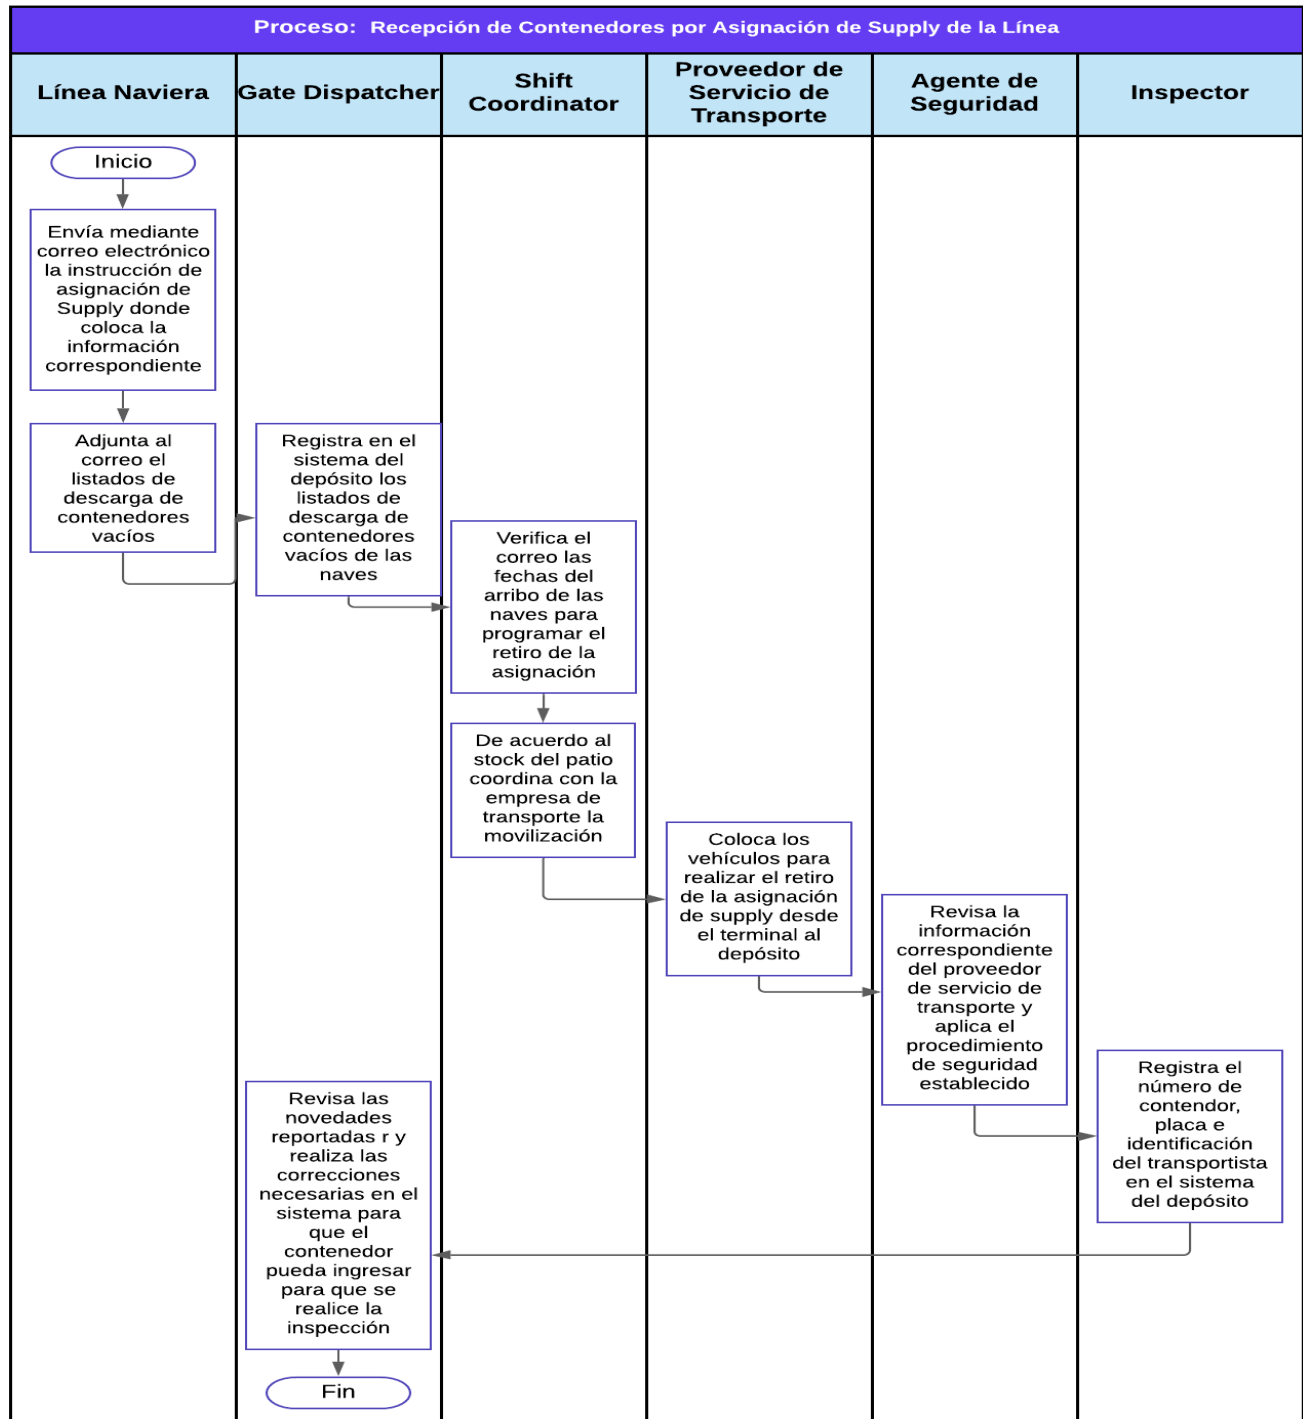 Proceso: Recepción de Contenedores por Asignación de Supply de la Línea
Línea Naviera
Gate Dispatcher
Shift
Coordinator
Proveedor de
Servicio de
Transporte
Agente de
Seguridad
Inspector
Inicio
Envía mediante
correo electrónico
la instrucción de
asignación de
Supply donde
coloca la
información
correspondiente
Adjunta al
correo el
listados de
descarga de
contenedores
vacíos
Registra en el
sistema del
depósito los
listados de
descarga de
contenedores
vacíos de las
naves
Verifica el
correo las
fechas del
arribo de las
naves para
programar el
retiro de la
asignación
De acuerdo al
stock del patio
coordina con la
empresa de
transporte la
movilización
Coloca los
vehículos para
realizar el retiro
de la asignación
de supply desde
el terminal al
depósito
Revisa la
información
correspondiente
del proveedor
de servicio de
transporte y
aplica el
procedimiento
de seguridad
establecido
Registra el
número de
contendor,
placa e
identificación
del transportista
en el sistema
del depósito
Revisa las
novedades
reportadas r y
realiza las
correcciones
necesarias en el
sistema para
que el
contenedor
pueda ingresar
para que se
realice la
inspección
Fin